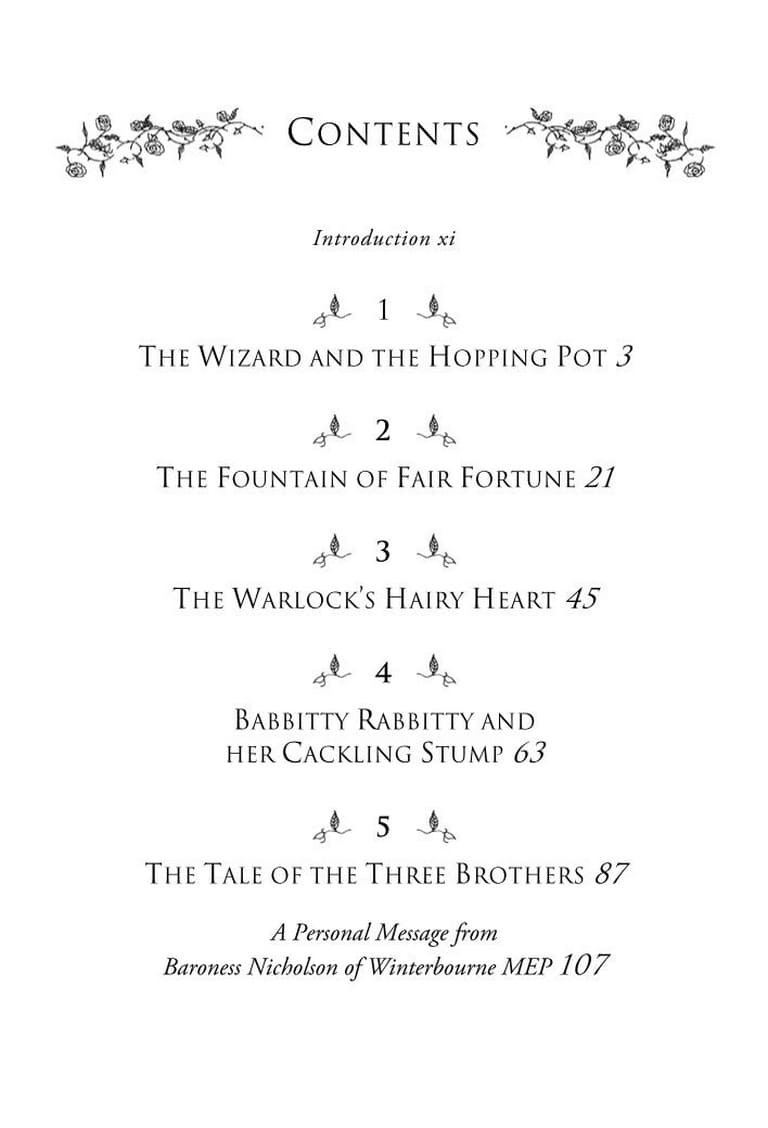 CONTENTS
Introduction xi
1
THE WIZARD AND THE HOPPING POT 3
2
THE FOUNTAIN OF FAIR FORTUNE 21
3
THE WARLOCK'S HAIRY HEART 45
4
BABBITTY RABBITTY AND
HER CACKLING STUMP 63
5
THE TALE OF THE THREE BROTHERS 87
A Personal Message from
Baroness Nicholson of Winterbourne MEP 107